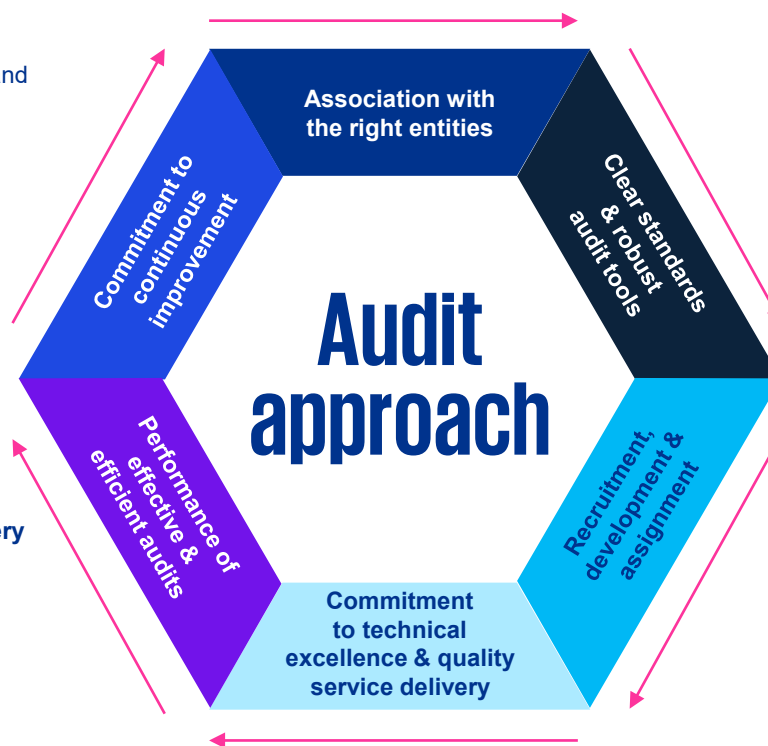 nd
Association with
the right entities
Clear standards
& robust
audit tools
Recruitment,
development &
assignment
Commitment
to technical
excellence & quality
service delivery
Performance of
effective &
efficient audits
Commitment to
continuous
improvement
Audit
approach
ery